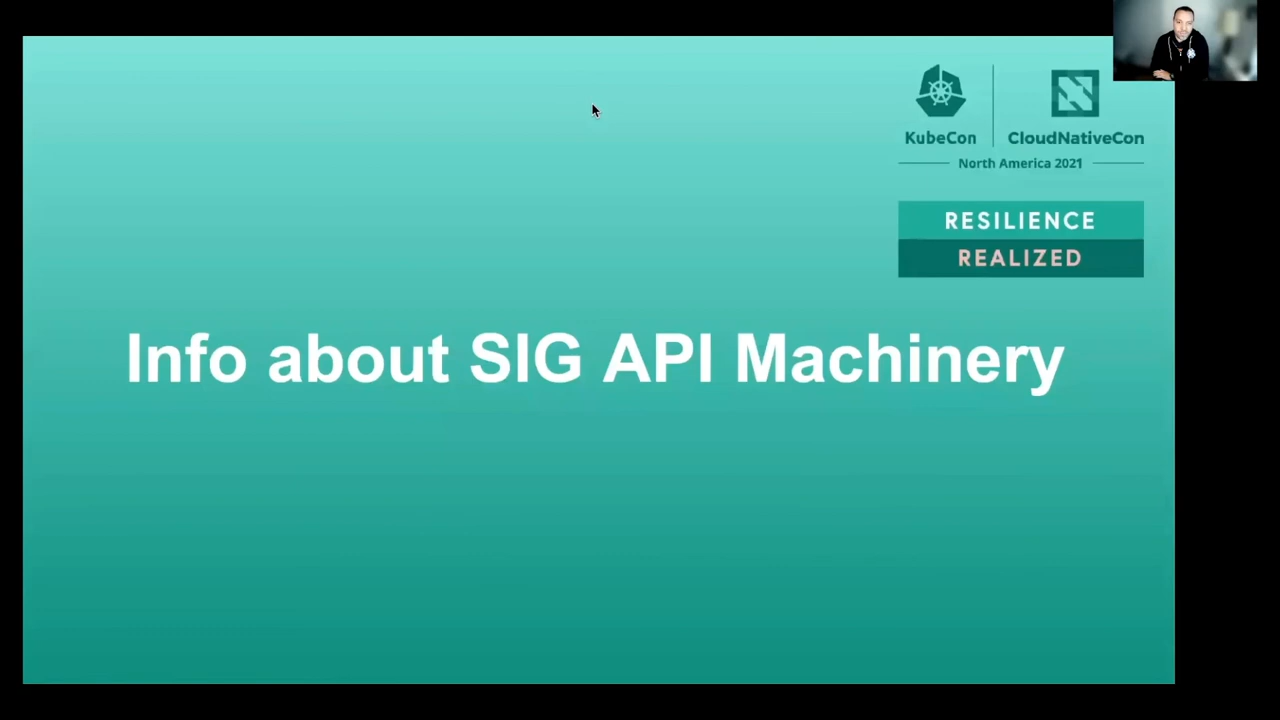 KubeCon
CloudNativeCon
North America 2021
RESILIENCE
REALIZED
Info about SIG API Machinery